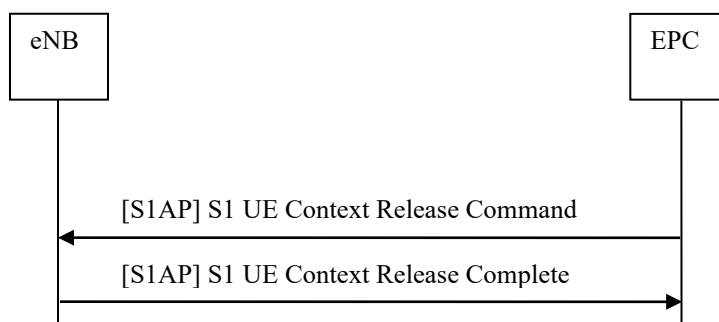 eNB
EPC
[S1AP] S1 UE Context Release Command
[S1AP] S1 UE Context Release Complete